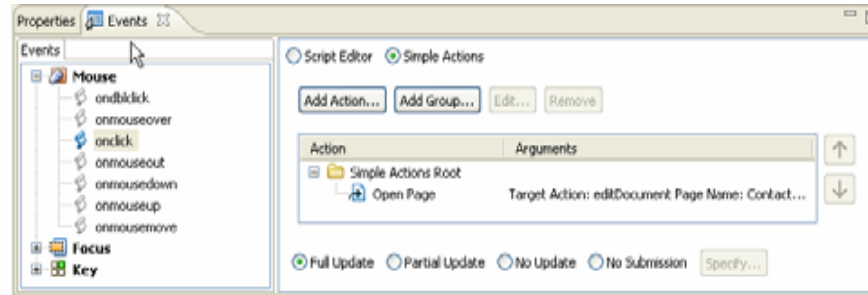 Properties Events
Events
Mouse
ondblclick
onmouseover
onclick
onmouseout
onmousedown
onmouseup
onmousemove
Focus
Key
Script Editor Simple Actions
Add Action... Add Group... Edit... Remove
Action Arguments
Simple Actions Root
Open Page Target Action: editDocument Page Name: Contact...
Full Update Partial Update No Update No Submission Specify...